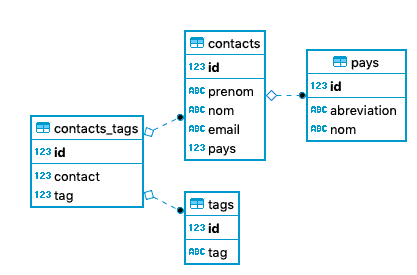 contacts
123 id
ABC prenom
ABC nom
ABC email
123 pays
pays
123 id
ABC abreviation
ABC nom
contacts_tags
123 id
123 contact
123 tag
tags
123 id
ABC tag